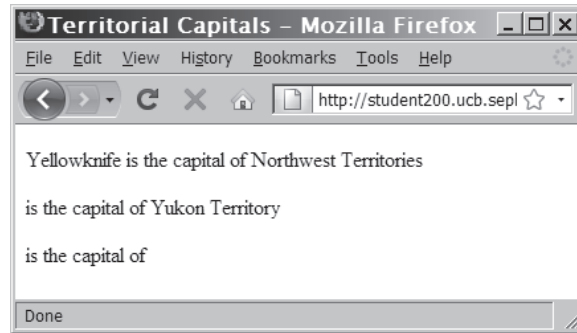 Territorial Capitals - Mozilla Firefox
File Edit View History Bookmarks Tools Help
http://student200.ucb.sepl
Yellowknife is the capital of Northwest Territories
is the capital of Yukon Territory
is the capital of
Done